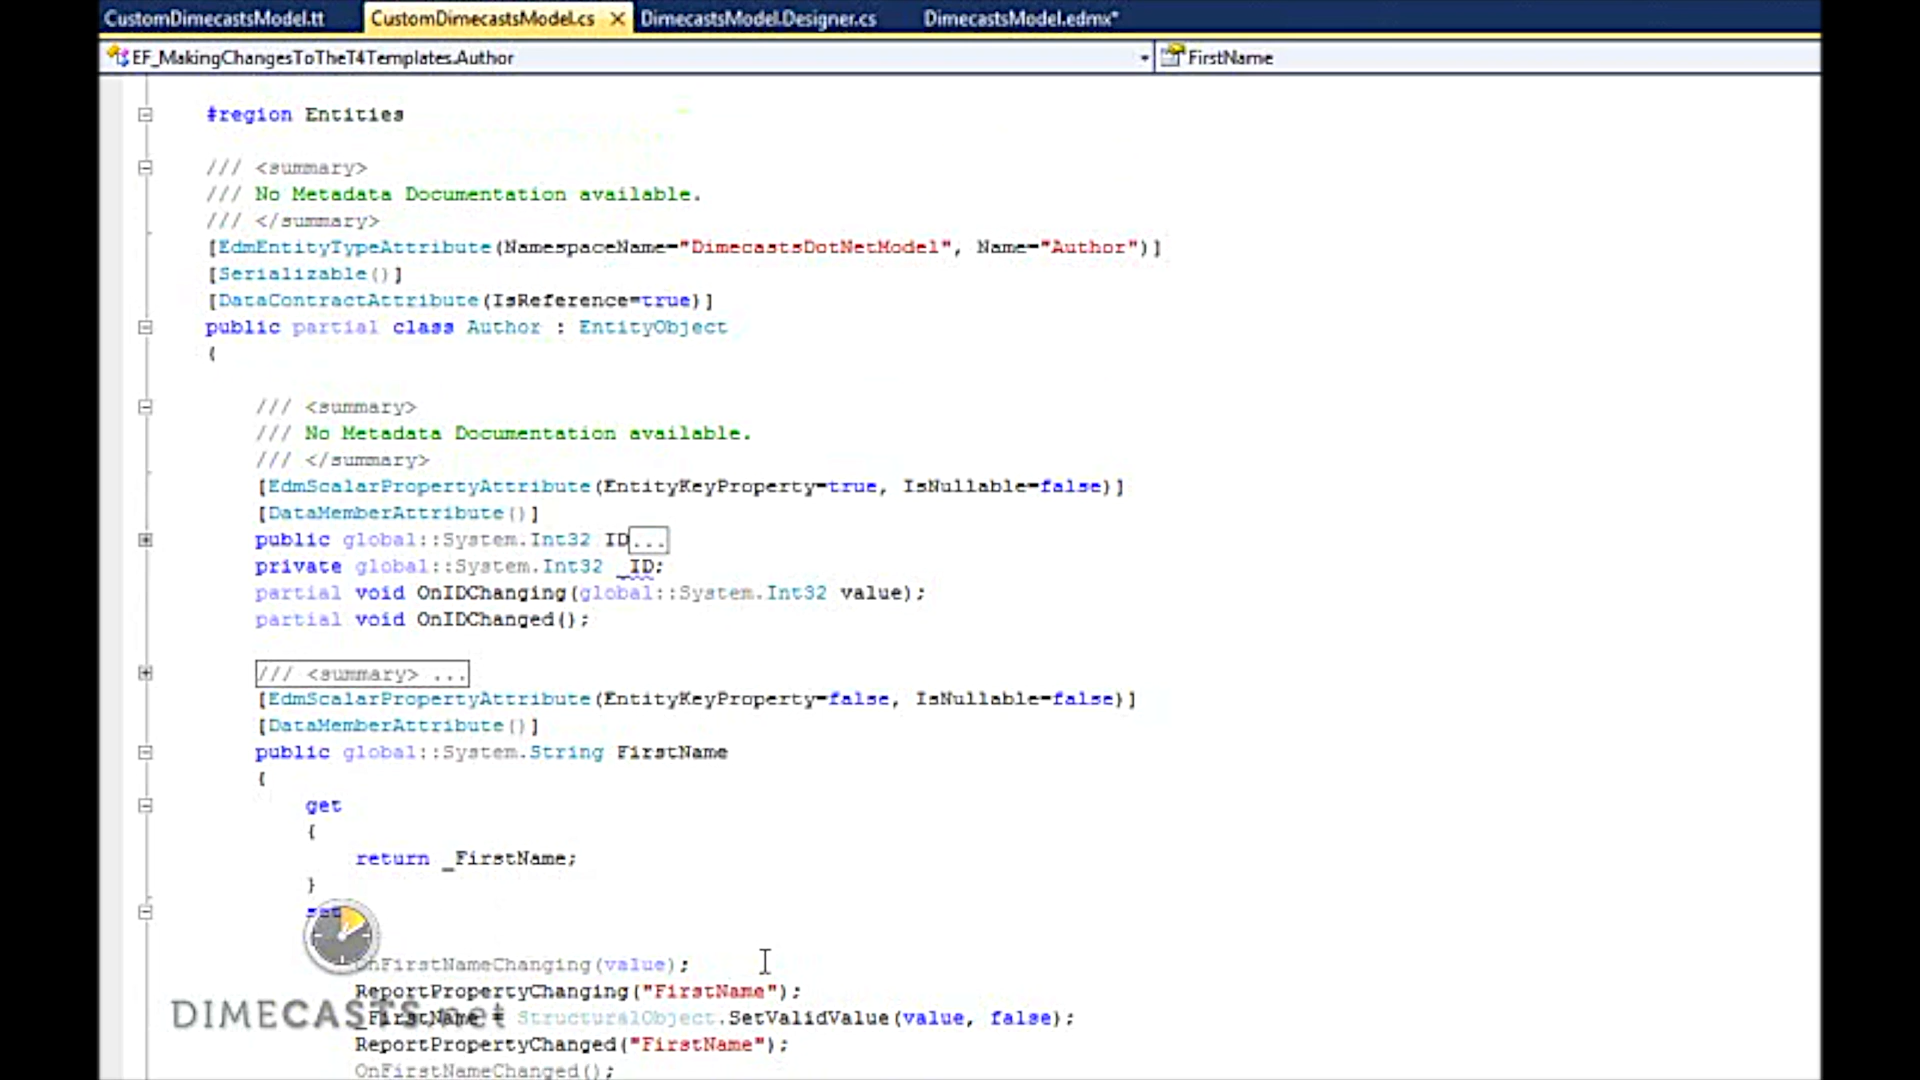 CustomDimecastsModel.tt CustomDimecastsModel.cs DimecastsModel.Designer.cs DimecastsModel.edmx*
EF_MakingChangesToTheT4Templates.Author FirstName
#region Entities
/// <summary>
/// No Metadata Documentation available.
/// </summary>
[EdmEntityTypeAttribute(NamespaceName="DimecastsDotNetModel", Name="Author")]
[Serializable()]
[DataContractAttribute(IsReference=true)]
public partial class Author : EntityObject
{
/// <summary>
/// No Metadata Documentation available.
/// </summary>
[EdmScalarPropertyAttribute(EntityKeyProperty=true, IsNullable=false)]
[DataMemberAttribute()]
public global::System.Int32 ID...
private global::System.Int32 _ID;
partial void OnIDChanging(global::System.Int32 value);
partial void OnIDChanged();
/// <summary> ...
[EdmScalarPropertyAttribute(EntityKeyProperty=false, IsNullable=false)]
[DataMemberAttribute()]
public global::System.String FirstName
{
get
{
return _FirstName;
}
set
OnFirstNameChanging(value);
ReportPropertyChanging("FirstName");
_FirstName = StructuralObject.SetValidValue(value, false);
ReportPropertyChanged("FirstName");
OnFirstNameChanged();
DIMECASTS.net